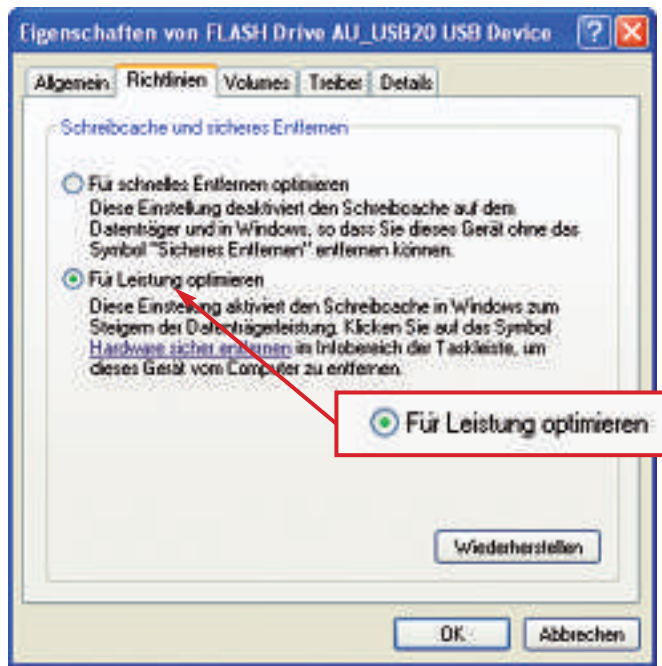 Eigenschaften von FLASH Drive AU_USB20 USB Device
Allgemein Richtlinien Volumes Treiber Details
Schreibcache und sicheres Entfernen
Für schnelles Entfernen optimieren
Diese Einstellung deaktiviert den Schreibcache auf dem
Datenträger und in Windows, so dass Sie dieses Gerät ohne das
Symbol "Sicheres Entfernen" entfernen können.
Für Leistung optimieren
Diese Einstellung aktiviert den Schreibcache in Windows zum
Steigern der Datenträgerleistung. Klicken Sie auf das Symbol
Hardware sicher entfernen im Infobereich der Taskleiste, um
dieses Gerät vom Computer zu entfernen.
Für Leistung optimieren
Wiederherstellen
OK Abbrechen